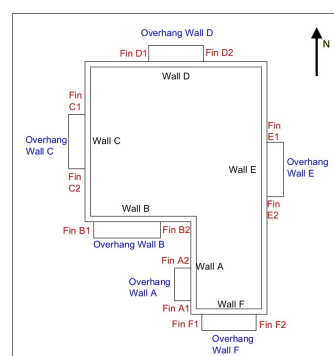 Overhang Wall D
Fin D1
Fin D2
N
Wall D
Fin
C1
Overhang
Wall C
Wall C
Fin
C2
Fin
E1
Overhang
Wall E
Wall E
Fin
E2
Wall B
Fin B1
Fin B2
Overhang Wall B
Fin A2
Wall A
Overhang
Wall A
Fin A1
Wall F
Fin F1
Fin F2
Overhang
Wall F